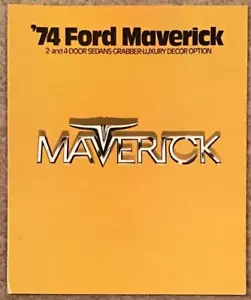 '74 Ford Maverick
2- and 4-DOOR SEDANS·GRABBER·LUXURY DECOR OPTION
MAVERICK